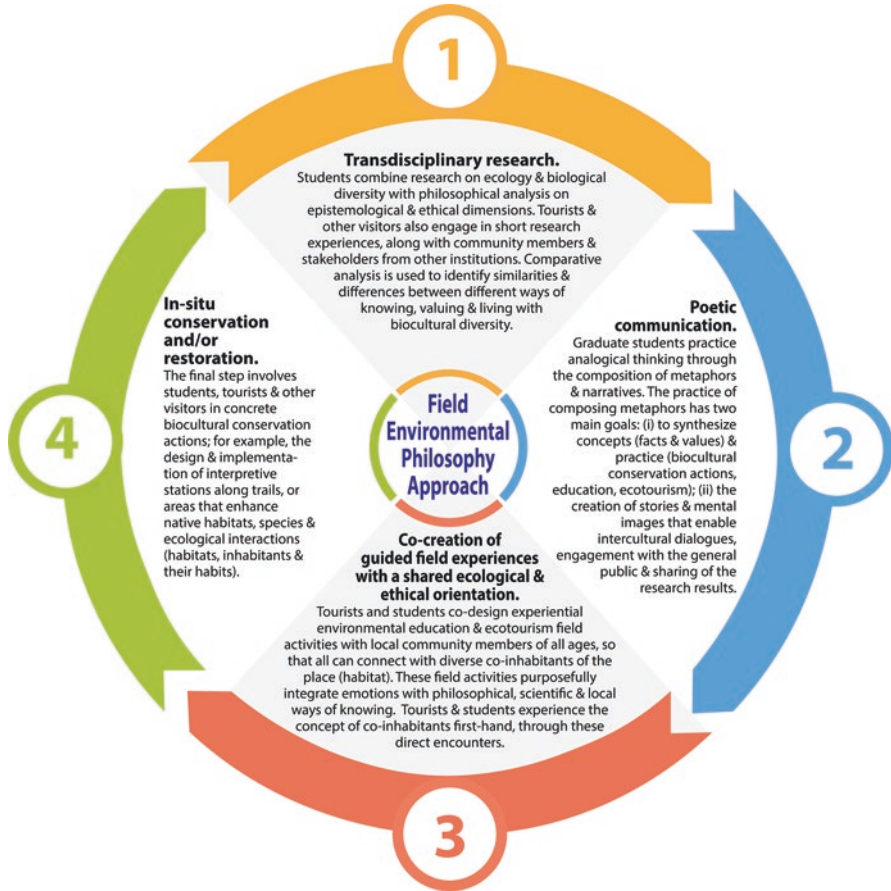 1
Transdisciplinary research.
Students combine research on ecology & biological
diversity with philosophical analysis on
epistemological & ethical dimensions. Tourists &
other visitors also engage in short research
experiences, along with community members &
stakeholders from other institutions. Comparative
analysis is used to identify similarities &
differences between different ways of
knowing, valuing & living with
biocultural diversity.
2
Poetic
communication.
Graduate students practice
analogical thinking through
the composition of metaphors
& narratives. The practice of
composing metaphors has two
main goals: (i) to synthesize
concepts (facts & values) &
practice (biocultural
conservation actions,
education, ecotourism); (ii) the
creation of stories & mental
images that enable
intercultural dialogues,
engagement with the general
public & sharing of the
research results.
Field
Environmental
Philosophy
Approach
Co-creation of
guided field experiences
with a shared ecological &
ethical orientation.
Tourists and students co-design experiential
environmental education & ecotourism field
activities with local community members of all ages, so
that all can connect with diverse co-inhabitants of the
place (habitat). These field activities purposefully
integrate emotions with philosophical, scientific & local
ways of knowing. Tourists & students experience the
concept of co-inhabitants first-hand, through these
direct encounters.
3
In-situ
conservation
and/or
restoration.
The final step involves
students, tourists & other
visitors in concrete
biocultural conservation
actions; for example, the
design & implementa-
tion of interpretive
stations along trails, or
areas that enhance
native habitats, species &
ecological interactions
(habitats, inhabitants &
their habits).
4